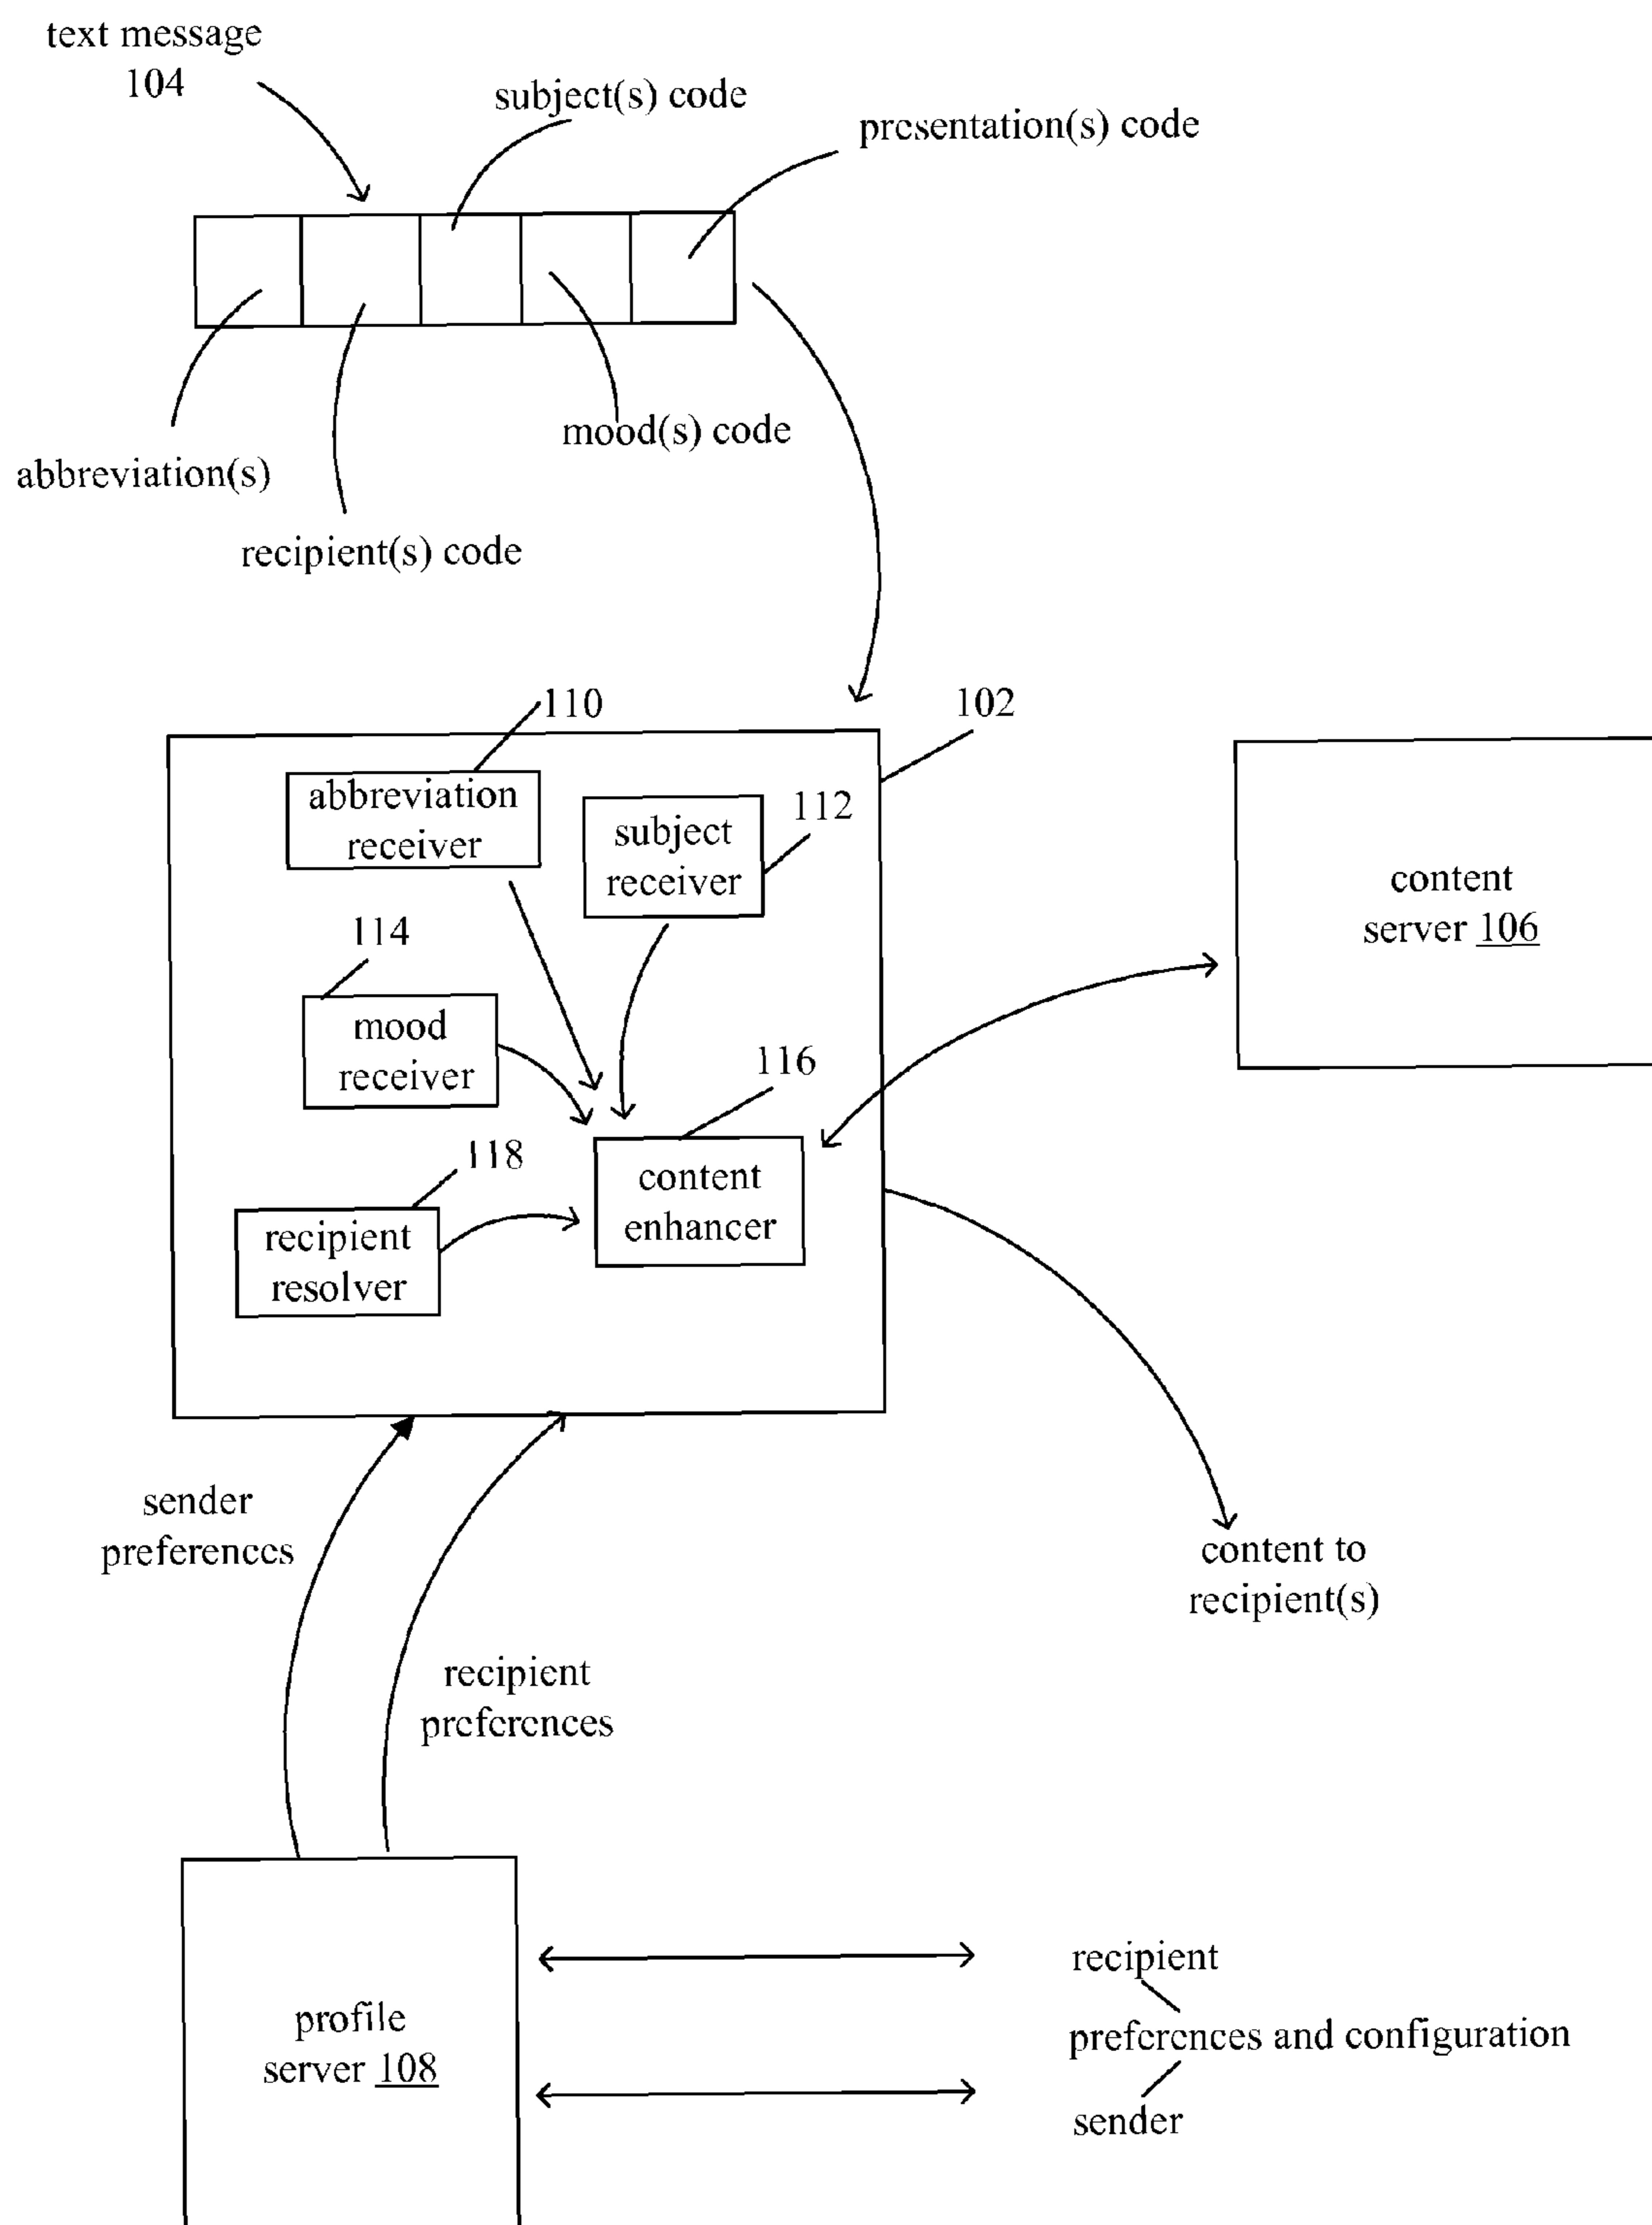 text message
104
subject(s) code
presentation(s) code
mood(s) code
abbreviation(s)
recipient(s) code
110
102
abbreviation
receiver
112
subject
receiver
114
content
server 106
mood
receiver
116
118
content
enhancer
recipient
resolver
sender
preferences
content to
recipient(s)
recipient
preferences
recipient
profile
server 108
preferences and configuration
sender